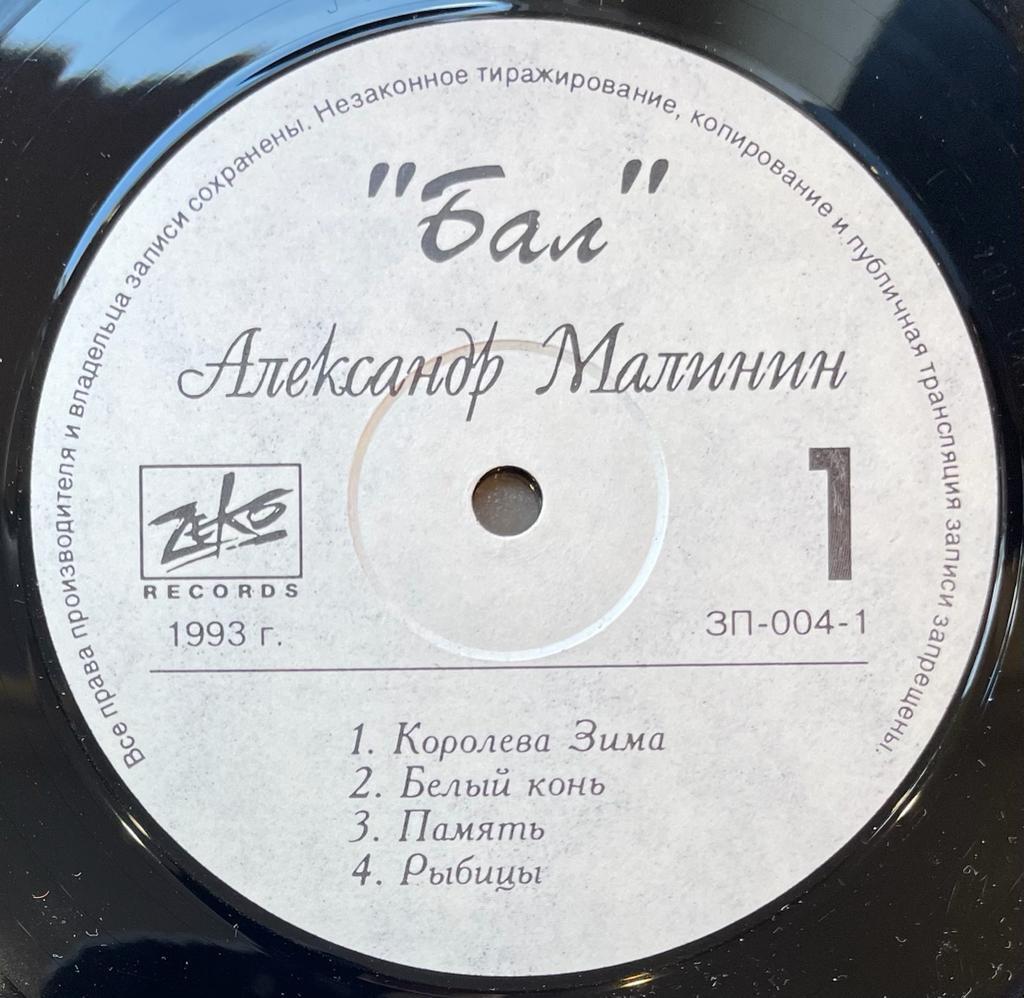 Все права производителя и владельца записи сохранены. Незаконное тиражирование, копирование и публичная трансляция записи запрещены.
"Бал"
Александр Малинин
ZEKO
RECORDS
1993 г.
1
ЗП-004-1
1. Королева Зима
2. Белый конь
3. Память
4. Рыбицы